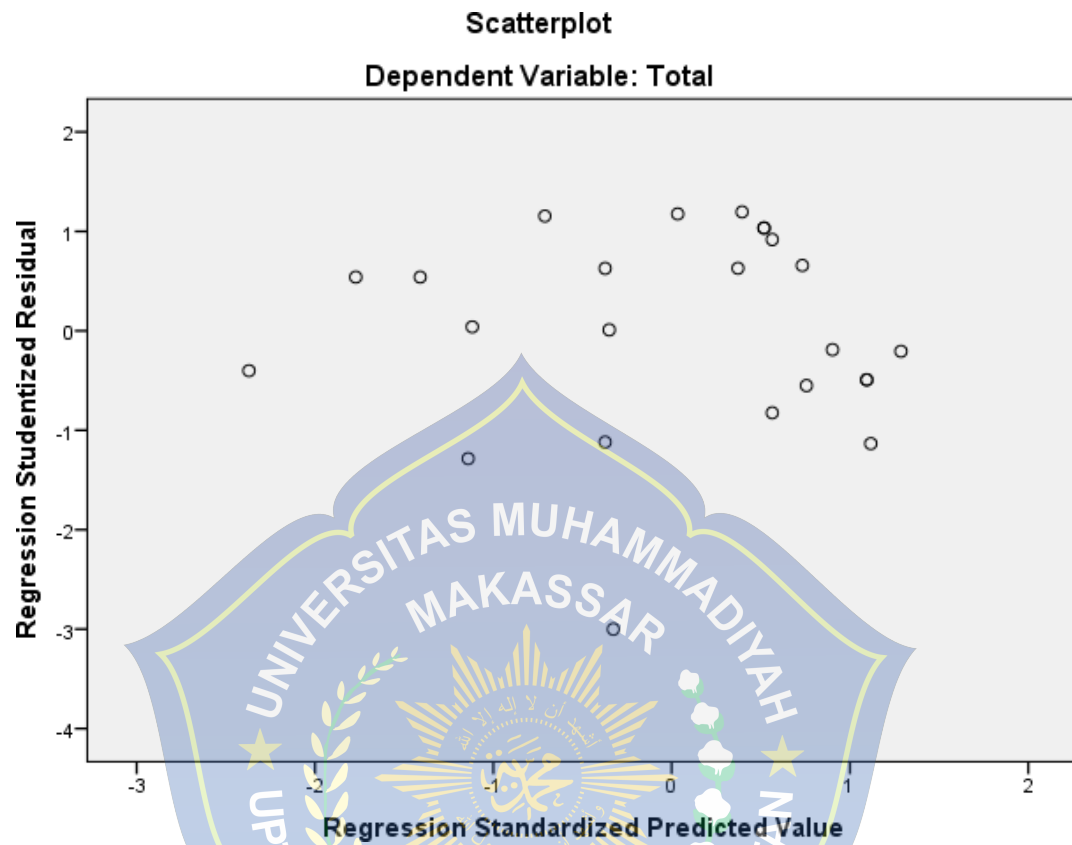 Scatterplot
Dependent Variable: Total
Regression Studentized Residual
2
1
0
-1
-2
-3
-4
-3
-2
-1
0
1
2
Regression Standardized Predicted Value
UNIVERSITAS MUHAMMADIYAH
MAKASSAR
محمد